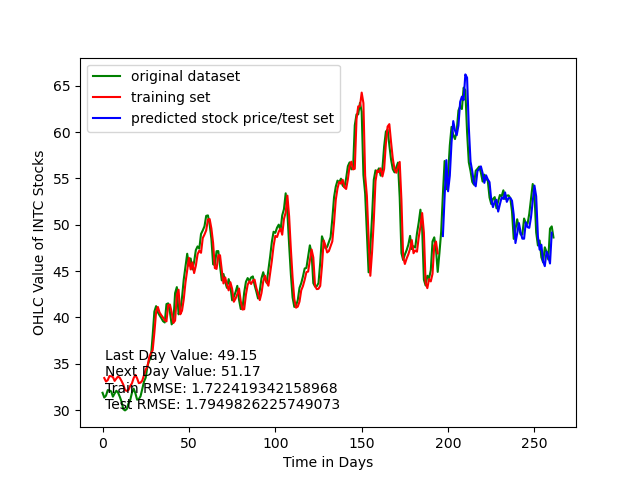 original dataset
training set
predicted stock price/test set
OHLC Value of INTC Stocks
65
60
55
50
45
40
35
30
Last Day Value: 49.15
Next Day Value: 51.17
Train RMSE: 1.722419342158968
Test RMSE: 1.7949826225749073
0 50 100 150 200 250
Time in Days